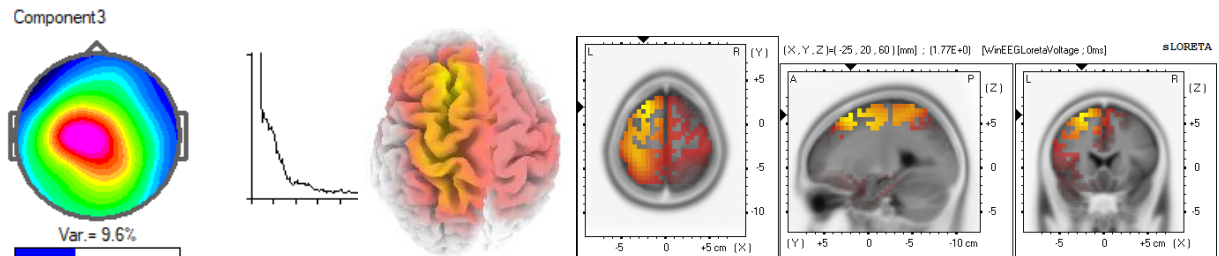 Component3
Var.= 9.6%
L R (Y)
+5
0
-5
-10
-5 0 +5 cm (X)
(X, Y, Z)=( -25, 20, 60 ) [mm] ; (1.77E+0) [WinEEGLoretaVoltage ; 0ms]
sLORETA
A P (Z)
+5
0
-5
(Y) +5 0 -5 -10 cm
L R (Z)
+5
0
-5
-5 0 +5 cm (X)